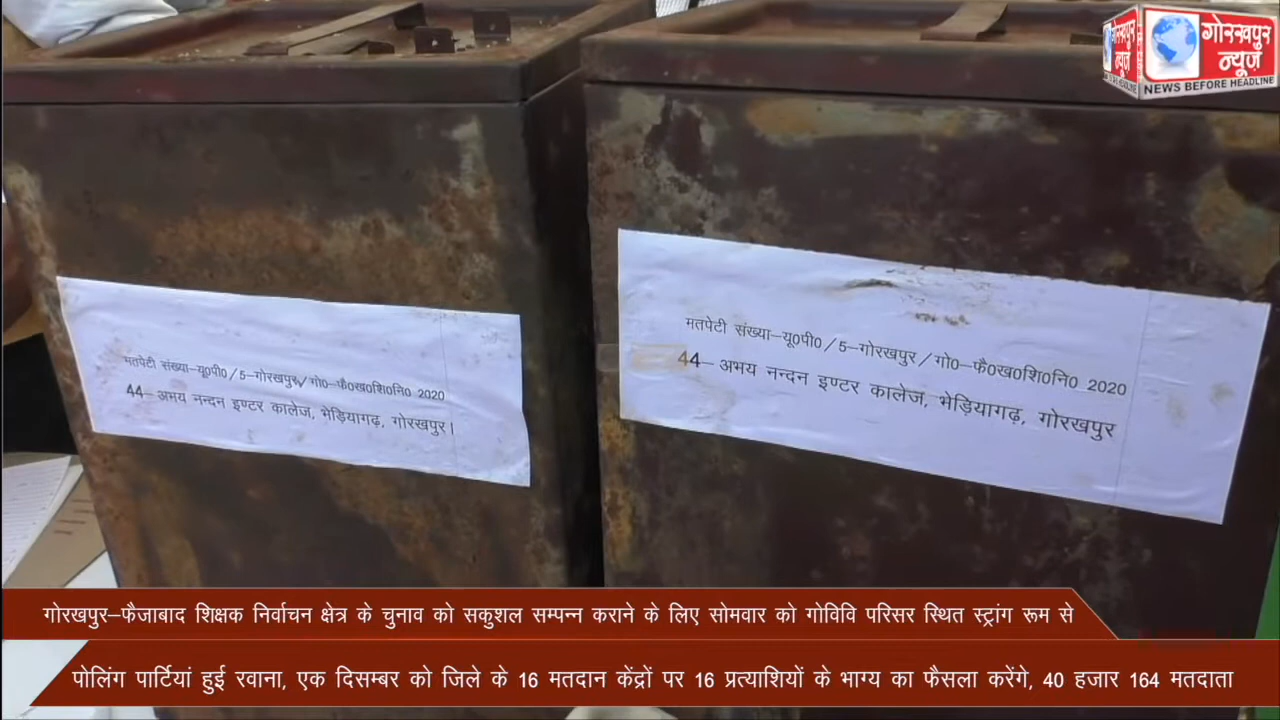 गोरखपुर
न्यूज़
NEWS BEFORE HEADLINE
मतपेटी संख्या–यू0पी0/5–गोरखपुर/गो0–फै0ख0शि0नि0 2020
44– अभय नन्दन इण्टर कालेज, भेड़ियागढ़, गोरखपुर।
मतपेटी संख्या–यू0पी0/5–गोरखपुर/गो0–फै0ख0शि0नि0 2020
44– अभय नन्दन इण्टर कालेज, भेड़ियागढ़, गोरखपुर
गोरखपुर–फैजाबाद शिक्षक निर्वाचन क्षेत्र के चुनाव को सकुशल सम्पन्न कराने के लिए सोमवार को गोविवि परिसर स्थित स्ट्रांग रूम से
पोलिंग पार्टियां हुई रवाना, एक दिसम्बर को जिले के 16 मतदान केंद्रों पर 16 प्रत्याशियों के भाग्य का फैसला करेंगे, 40 हजार 164 मतदाता